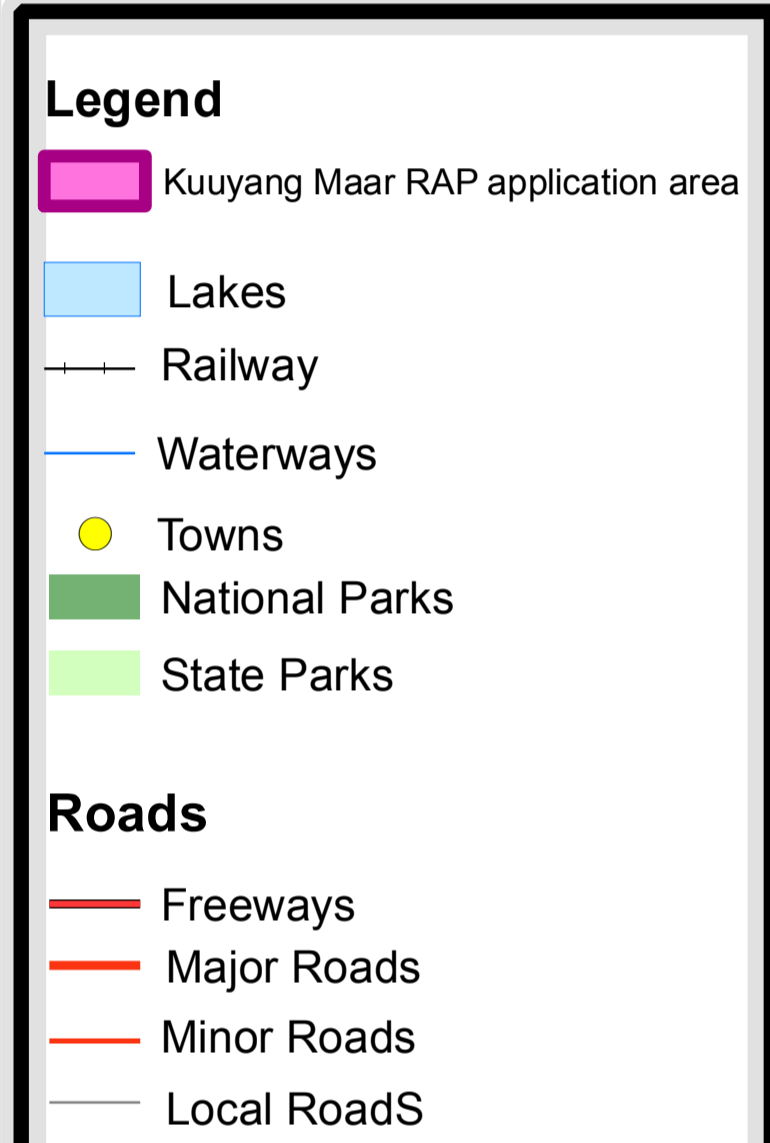 Legend
Kuuyang Maar RAP application area
Lakes
Railway
Waterways
Towns
National Parks
State Parks
Roads
Freeways
Major Roads
Minor Roads
Local RoadS